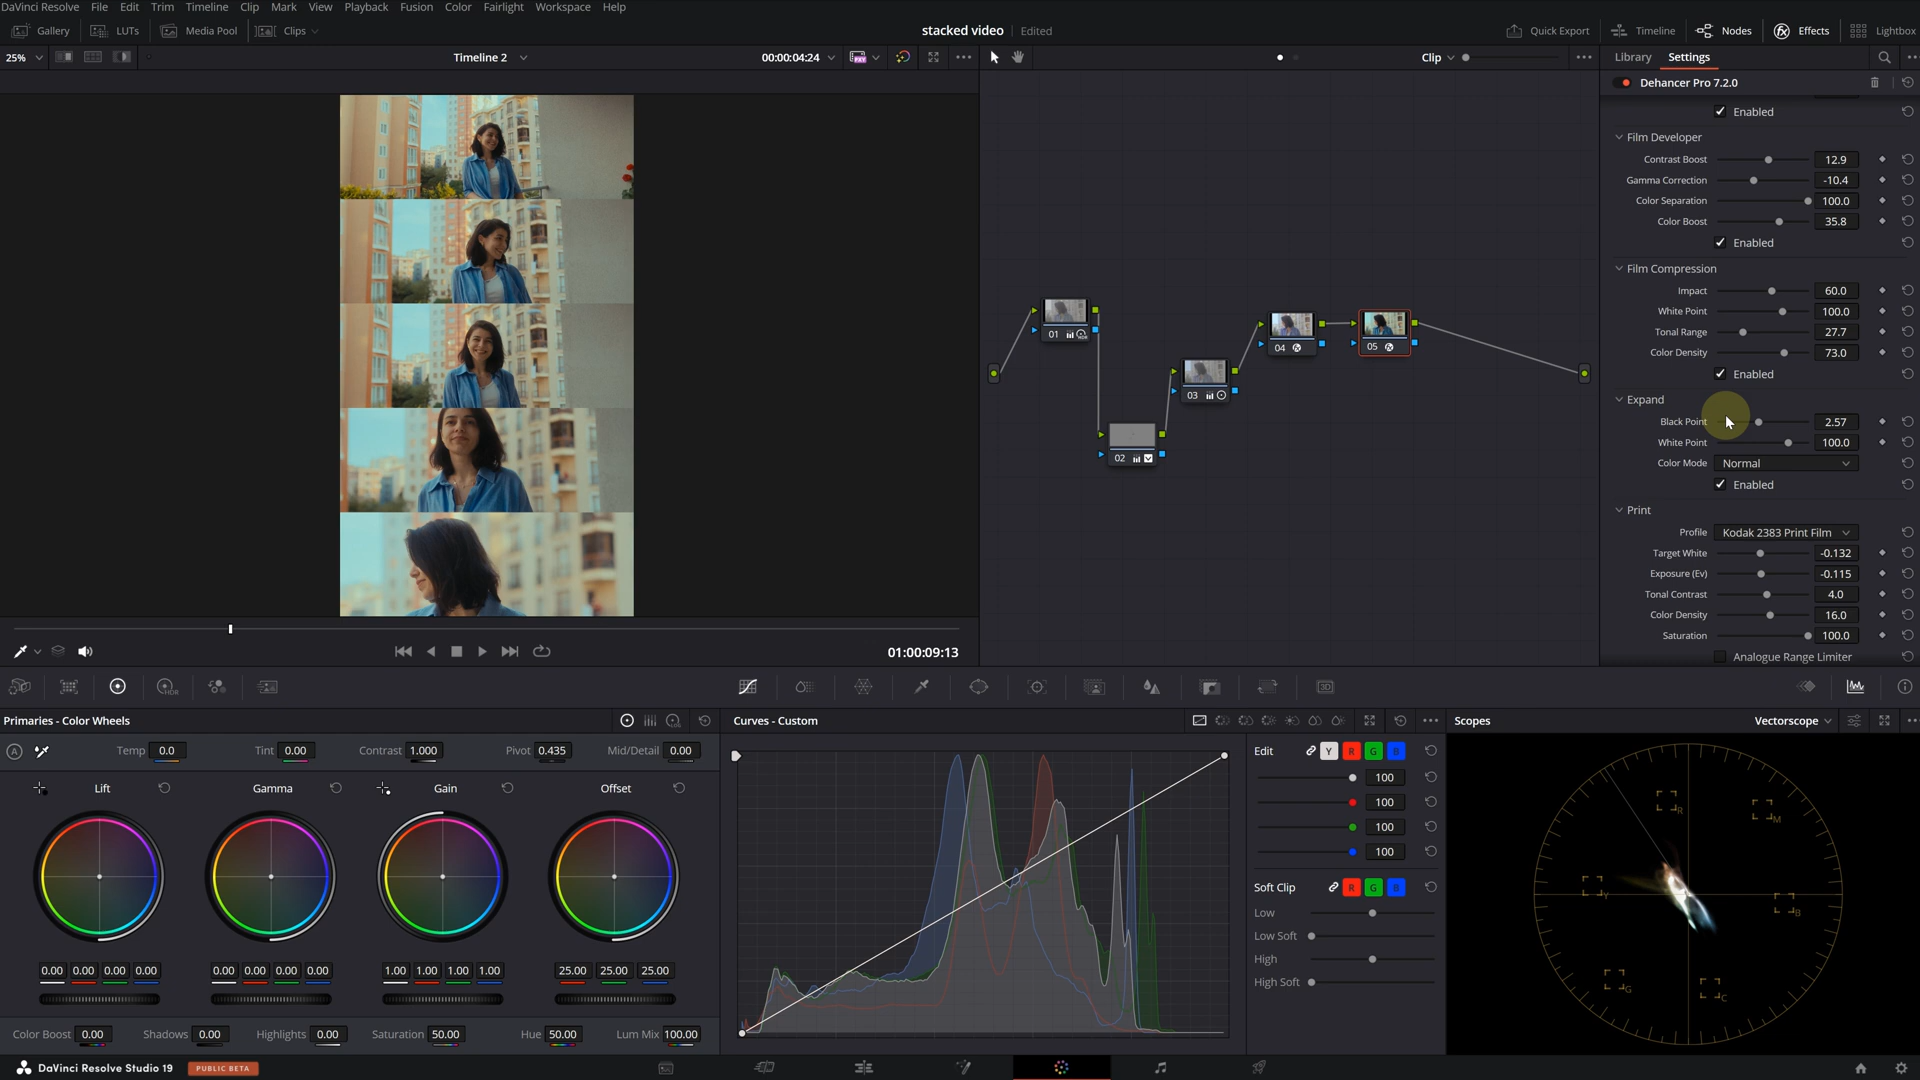 DaVinci Resolve File Edit Trim Timeline Clip Mark View Playback Fusion Color Fairlight Workspace Help
Gallery LUTs Media Pool Clips stacked video Edited Quick Export Timeline Nodes Effects Lightbox
25% Timeline 2 00:00:04:24 Clip Library Settings
Dehancer Pro 7.2.0
Enabled
Film Developer
Contrast Boost 12.9
Gamma Correction -10.4
Color Separation 100.0
Color Boost 35.8
Enabled
Film Compression
Impact 60.0
White Point 100.0
Tonal Range 27.7
Color Density 73.0
Enabled
Expand
Black Point 2.57
White Point 100.0
Color Mode Normal
Enabled
Print
Profile Kodak 2383 Print Film
Target White -0.132
Exposure (Ev) -0.115
Tonal Contrast 4.0
Color Density 16.0
Saturation 100.0
Analogue Range Limiter
01
02
03
04
05
01:00:09:13
HDR
3D
Primaries - Color Wheels
Curves - Custom
Scopes
Vectorscope
A Temp 0.0 Tint 0.00 Contrast 1.000 Pivot 0.435 Mid/Detail 0.00
Lift Gamma Gain Offset
0.00 0.00 0.00 0.00 0.00 0.00 0.00 0.00 1.00 1.00 1.00 1.00 25.00 25.00 25.00
Color Boost 0.00 Shadows 0.00 Highlights 0.00 Saturation 50.00 Hue 50.00 Lum Mix 100.00
Edit Y R G B
100
100
100
100
Soft Clip R G B
Low
Low Soft
High
High Soft
R
M
Y
B
G
C
DaVinci Resolve Studio 19 PUBLIC BETA